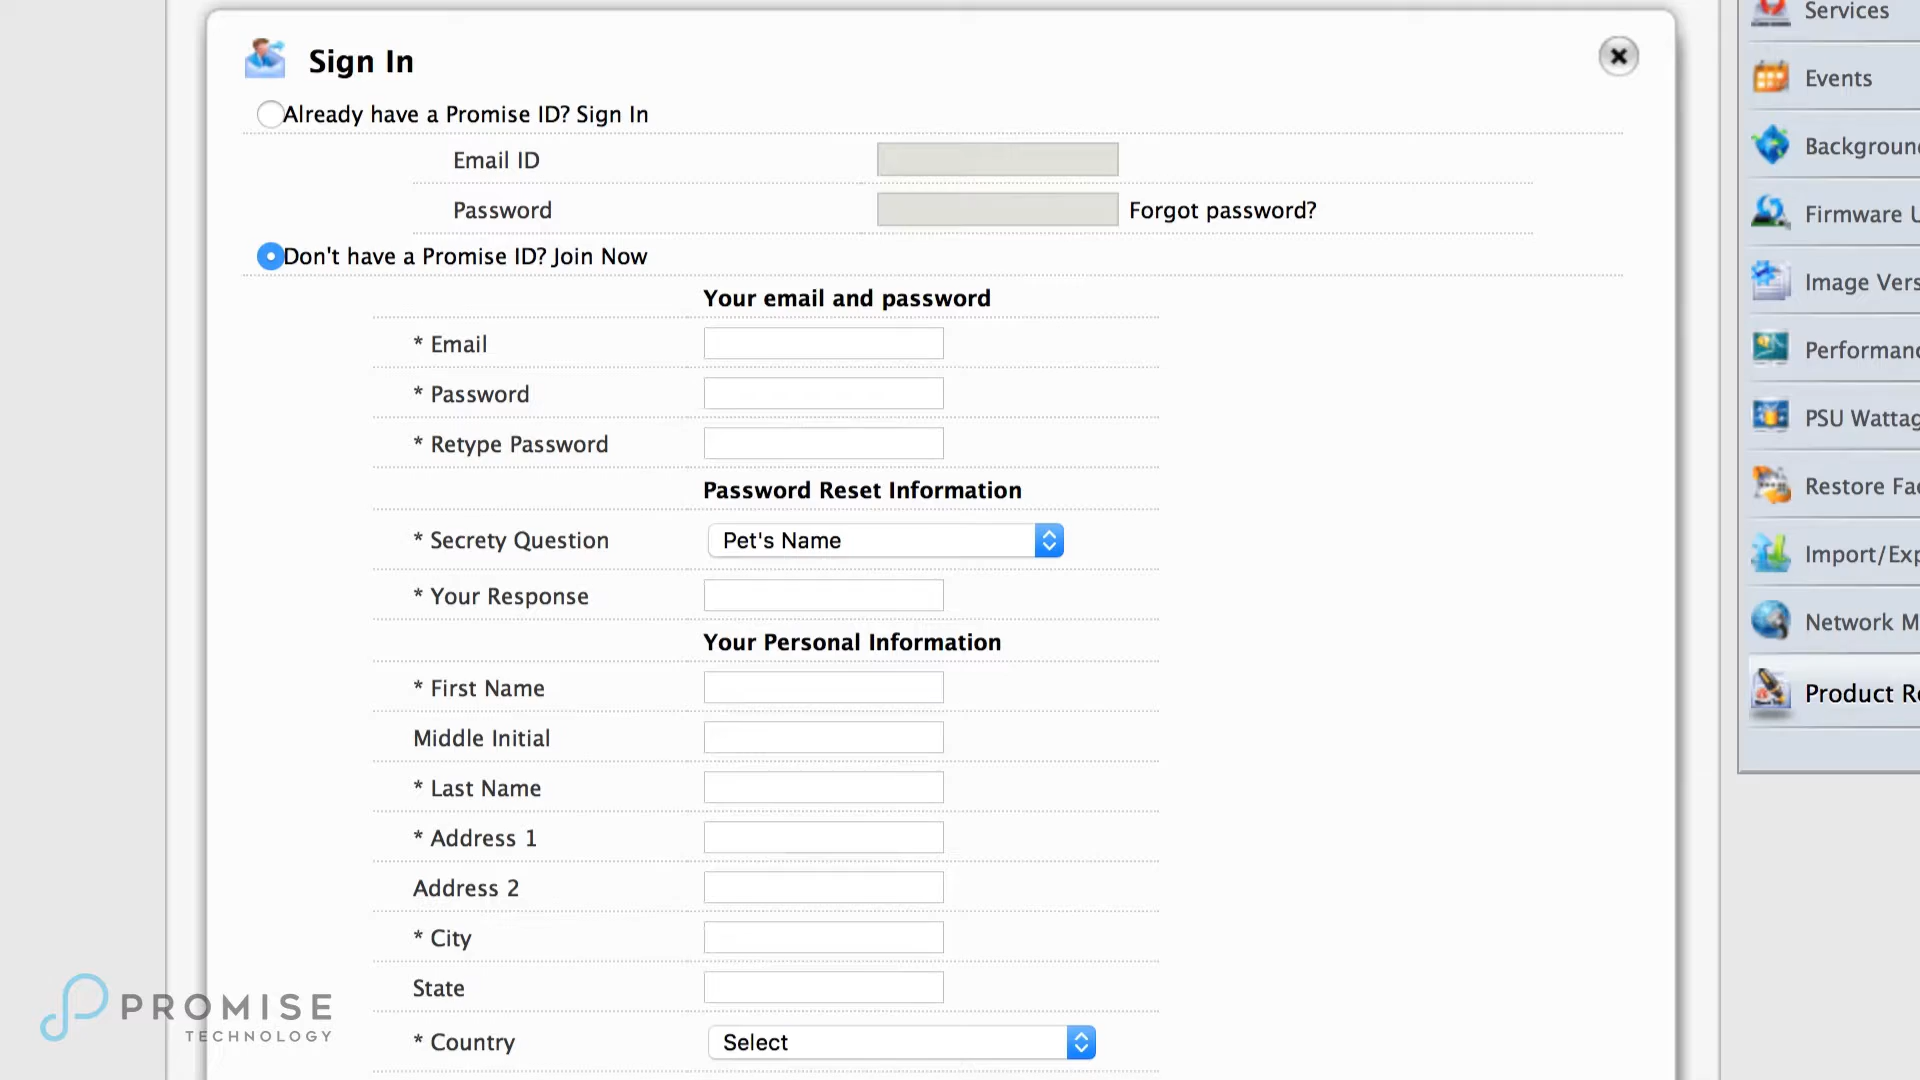 Sign In
Already have a Promise ID? Sign In
Email ID
Password Forgot password?
Don't have a Promise ID? Join Now
Your email and password
* Email
* Password
* Retype Password
Password Reset Information
* Secrety Question Pet's Name
* Your Response
Your Personal Information
* First Name
Middle Initial
* Last Name
* Address 1
Address 2
* City
State
* Country Select
Services
Events
Backgroun
Firmware U
Image Vers
Performanc
PSU Wattag
Restore Fac
Import/Exp
Network M
Product Re
PROMISE
TECHNOLOGY